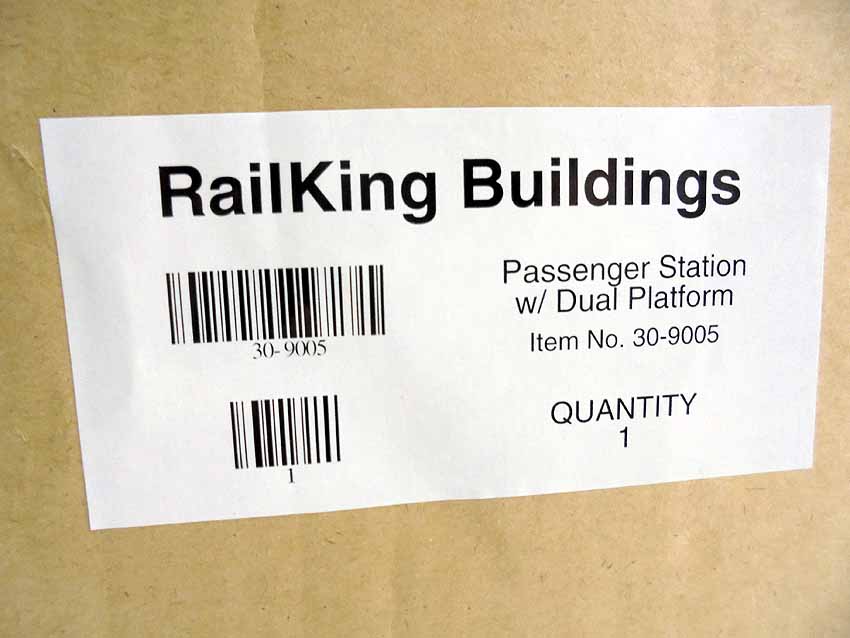 RailKing Buildings
30-9005
1
Passenger Station
w/ Dual Platform
Item No. 30-9005
QUANTITY
1